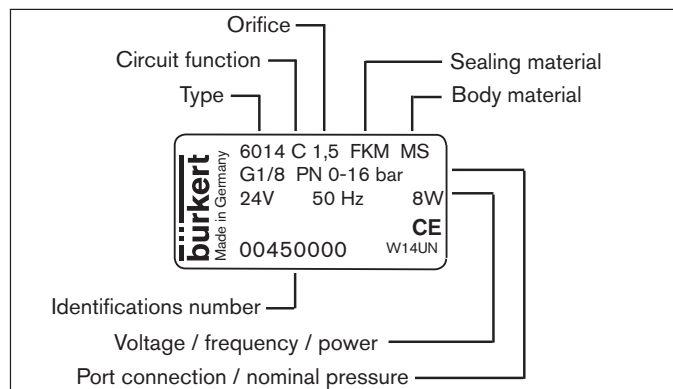 Orifice
Circuit function
Sealing material
Type
Body material
bürkert
Made in Germany
6014 C 1,5 FKM MS
G1/8 PN 0-16 bar
24V 50 Hz 8W
CE
00450000 W14UN
Identifications number
Voltage / frequency / power
Port connection / nominal pressure